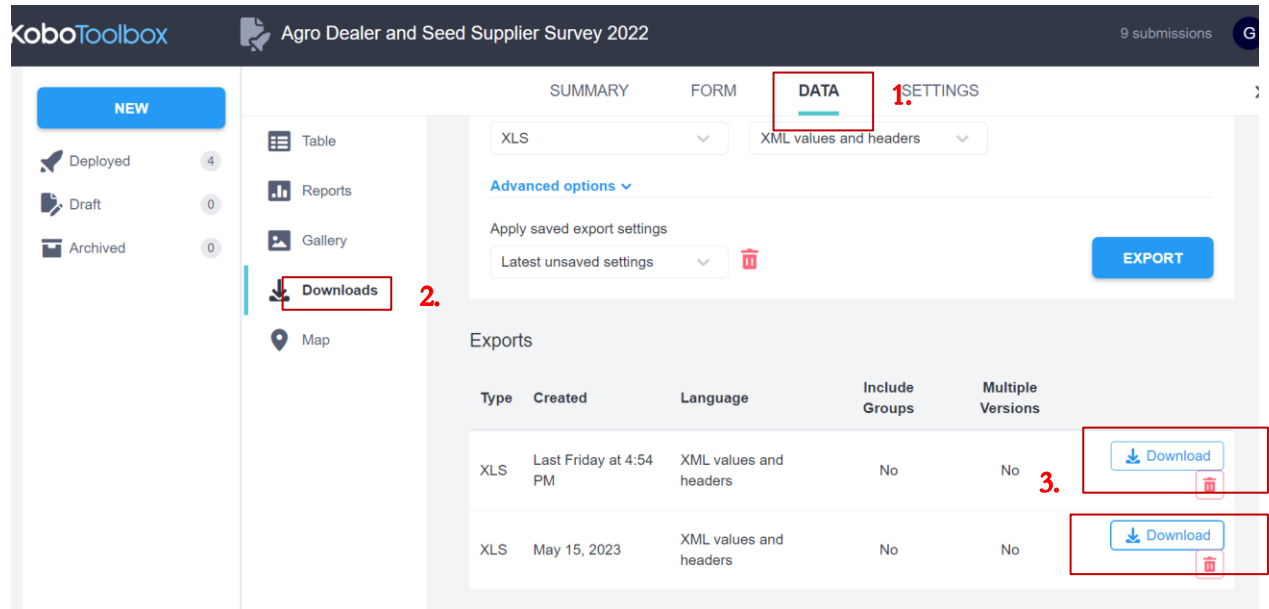 KoboToolbox
Agro Dealer and Seed Supplier Survey 2022
9 submissions
G
NEW
Deployed 4
Draft 0
Archived 0
SUMMARY FORM DATA 1. SETTINGS
Table
Reports
Gallery
Downloads 2.
Map
XLS XML values and headers
Advanced options
Apply saved export settings
Latest unsaved settings
EXPORT
Exports
Type Created Language Include Groups Multiple Versions
XLS Last Friday at 4:54 PM XML values and headers No No Download
3.
XLS May 15, 2023 XML values and headers No No Download